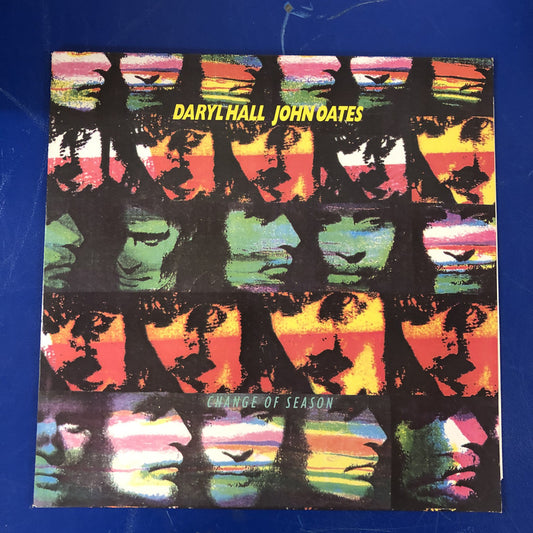 DARYL HALL JOHN OATES
CHANGE OF SEASON